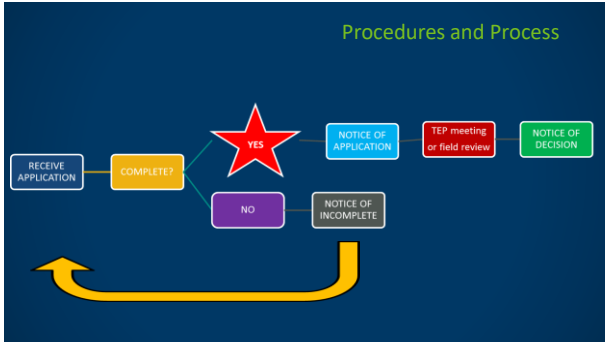 Procedures and Process
RECEIVE
APPLICATION
COMPLETE?
YES
NOTICE OF
APPLICATION
TEP meeting
or field review
NOTICE OF
DECISION
NO
NOTICE OF
INCOMPLETE